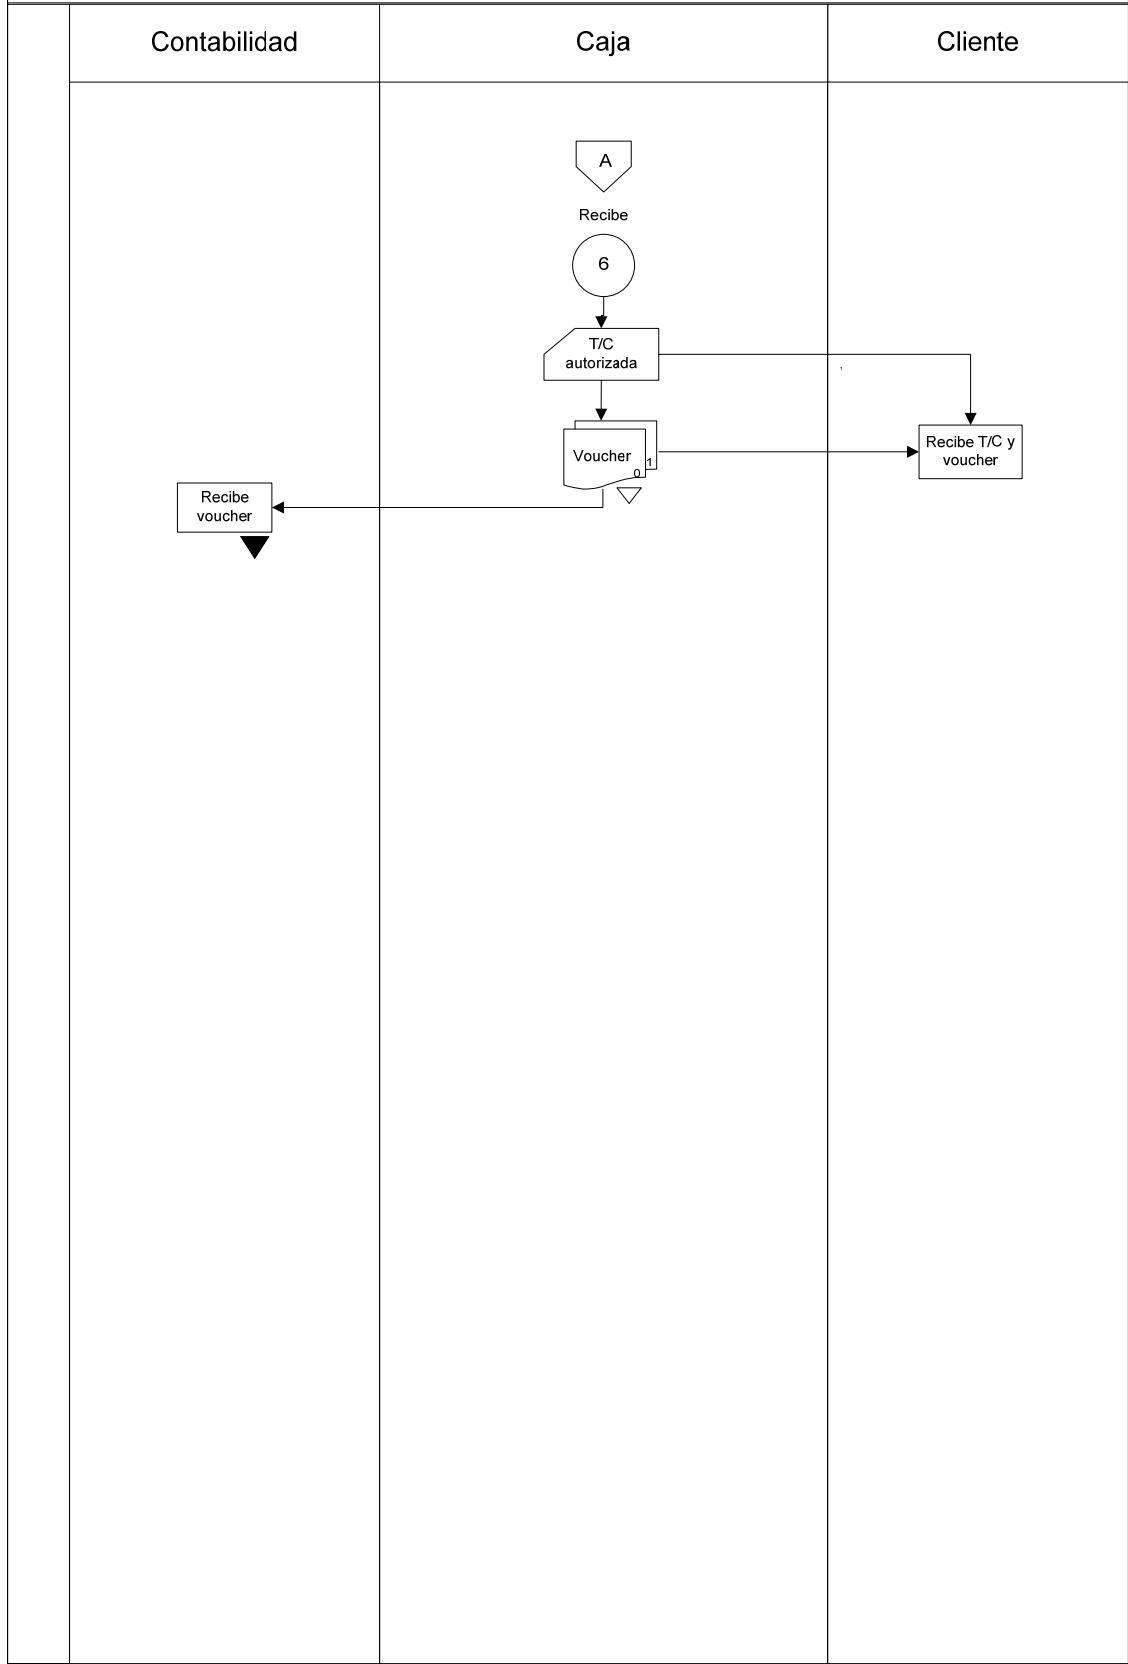 Contabilidad
Caja
Cliente
A
Recibe
6
T/C
autorizada
Voucher
0
1
Recibe T/C y
voucher
Recibe
voucher